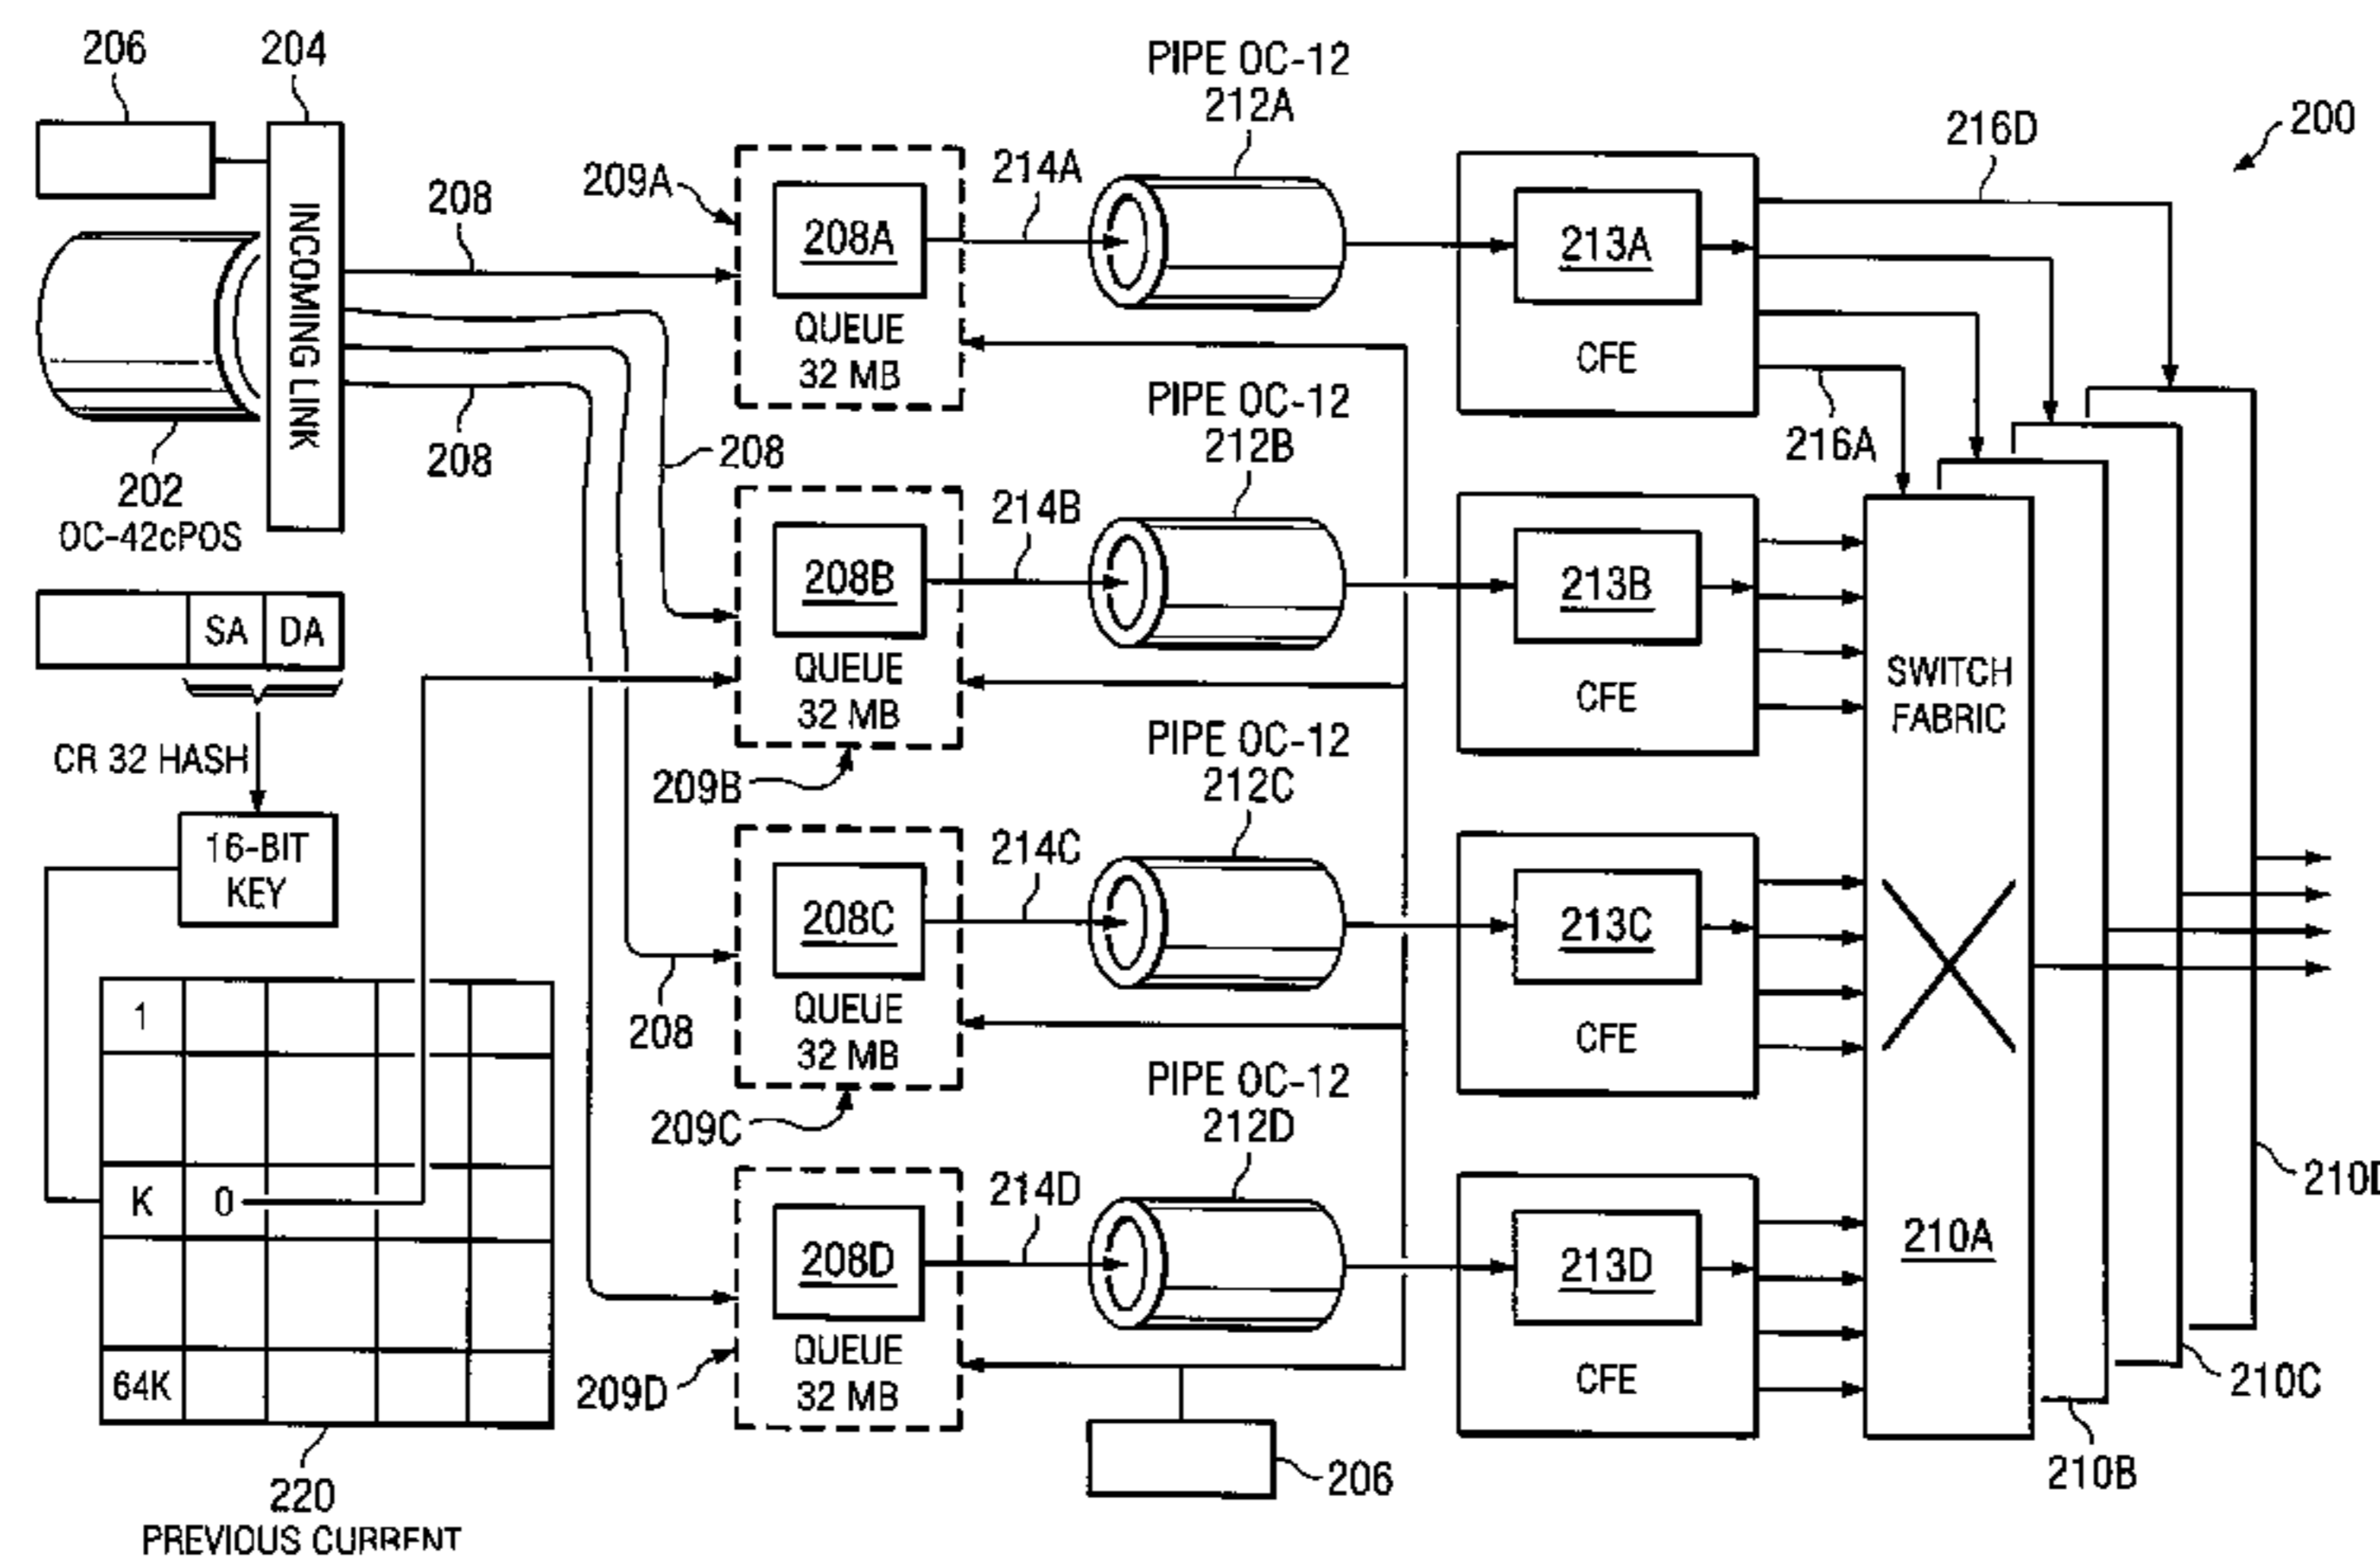 206
204
PIPE OC-12
212A
216D
200
209A
214A
208
INCOMING LINK
208A
QUEUE
32 MB
213A
CFE
208
208
202
OC-42cPOS
PIPE OC-12
212B
216A
214B
208B
QUEUE
32 MB
213B
CFE
SA DA
CR 32 HASH
209B
16-BIT
KEY
PIPE OC-12
212C
SWITCH
FABRIC
214C
208C
QUEUE
32 MB
213C
CFE
208
209C
1
K 0
64K
220
PREVIOUS CURRENT
PIPE OC-12
212D
214D
208D
QUEUE
32 MB
209D
213D
CFE
206
210A
210D
210C
210B